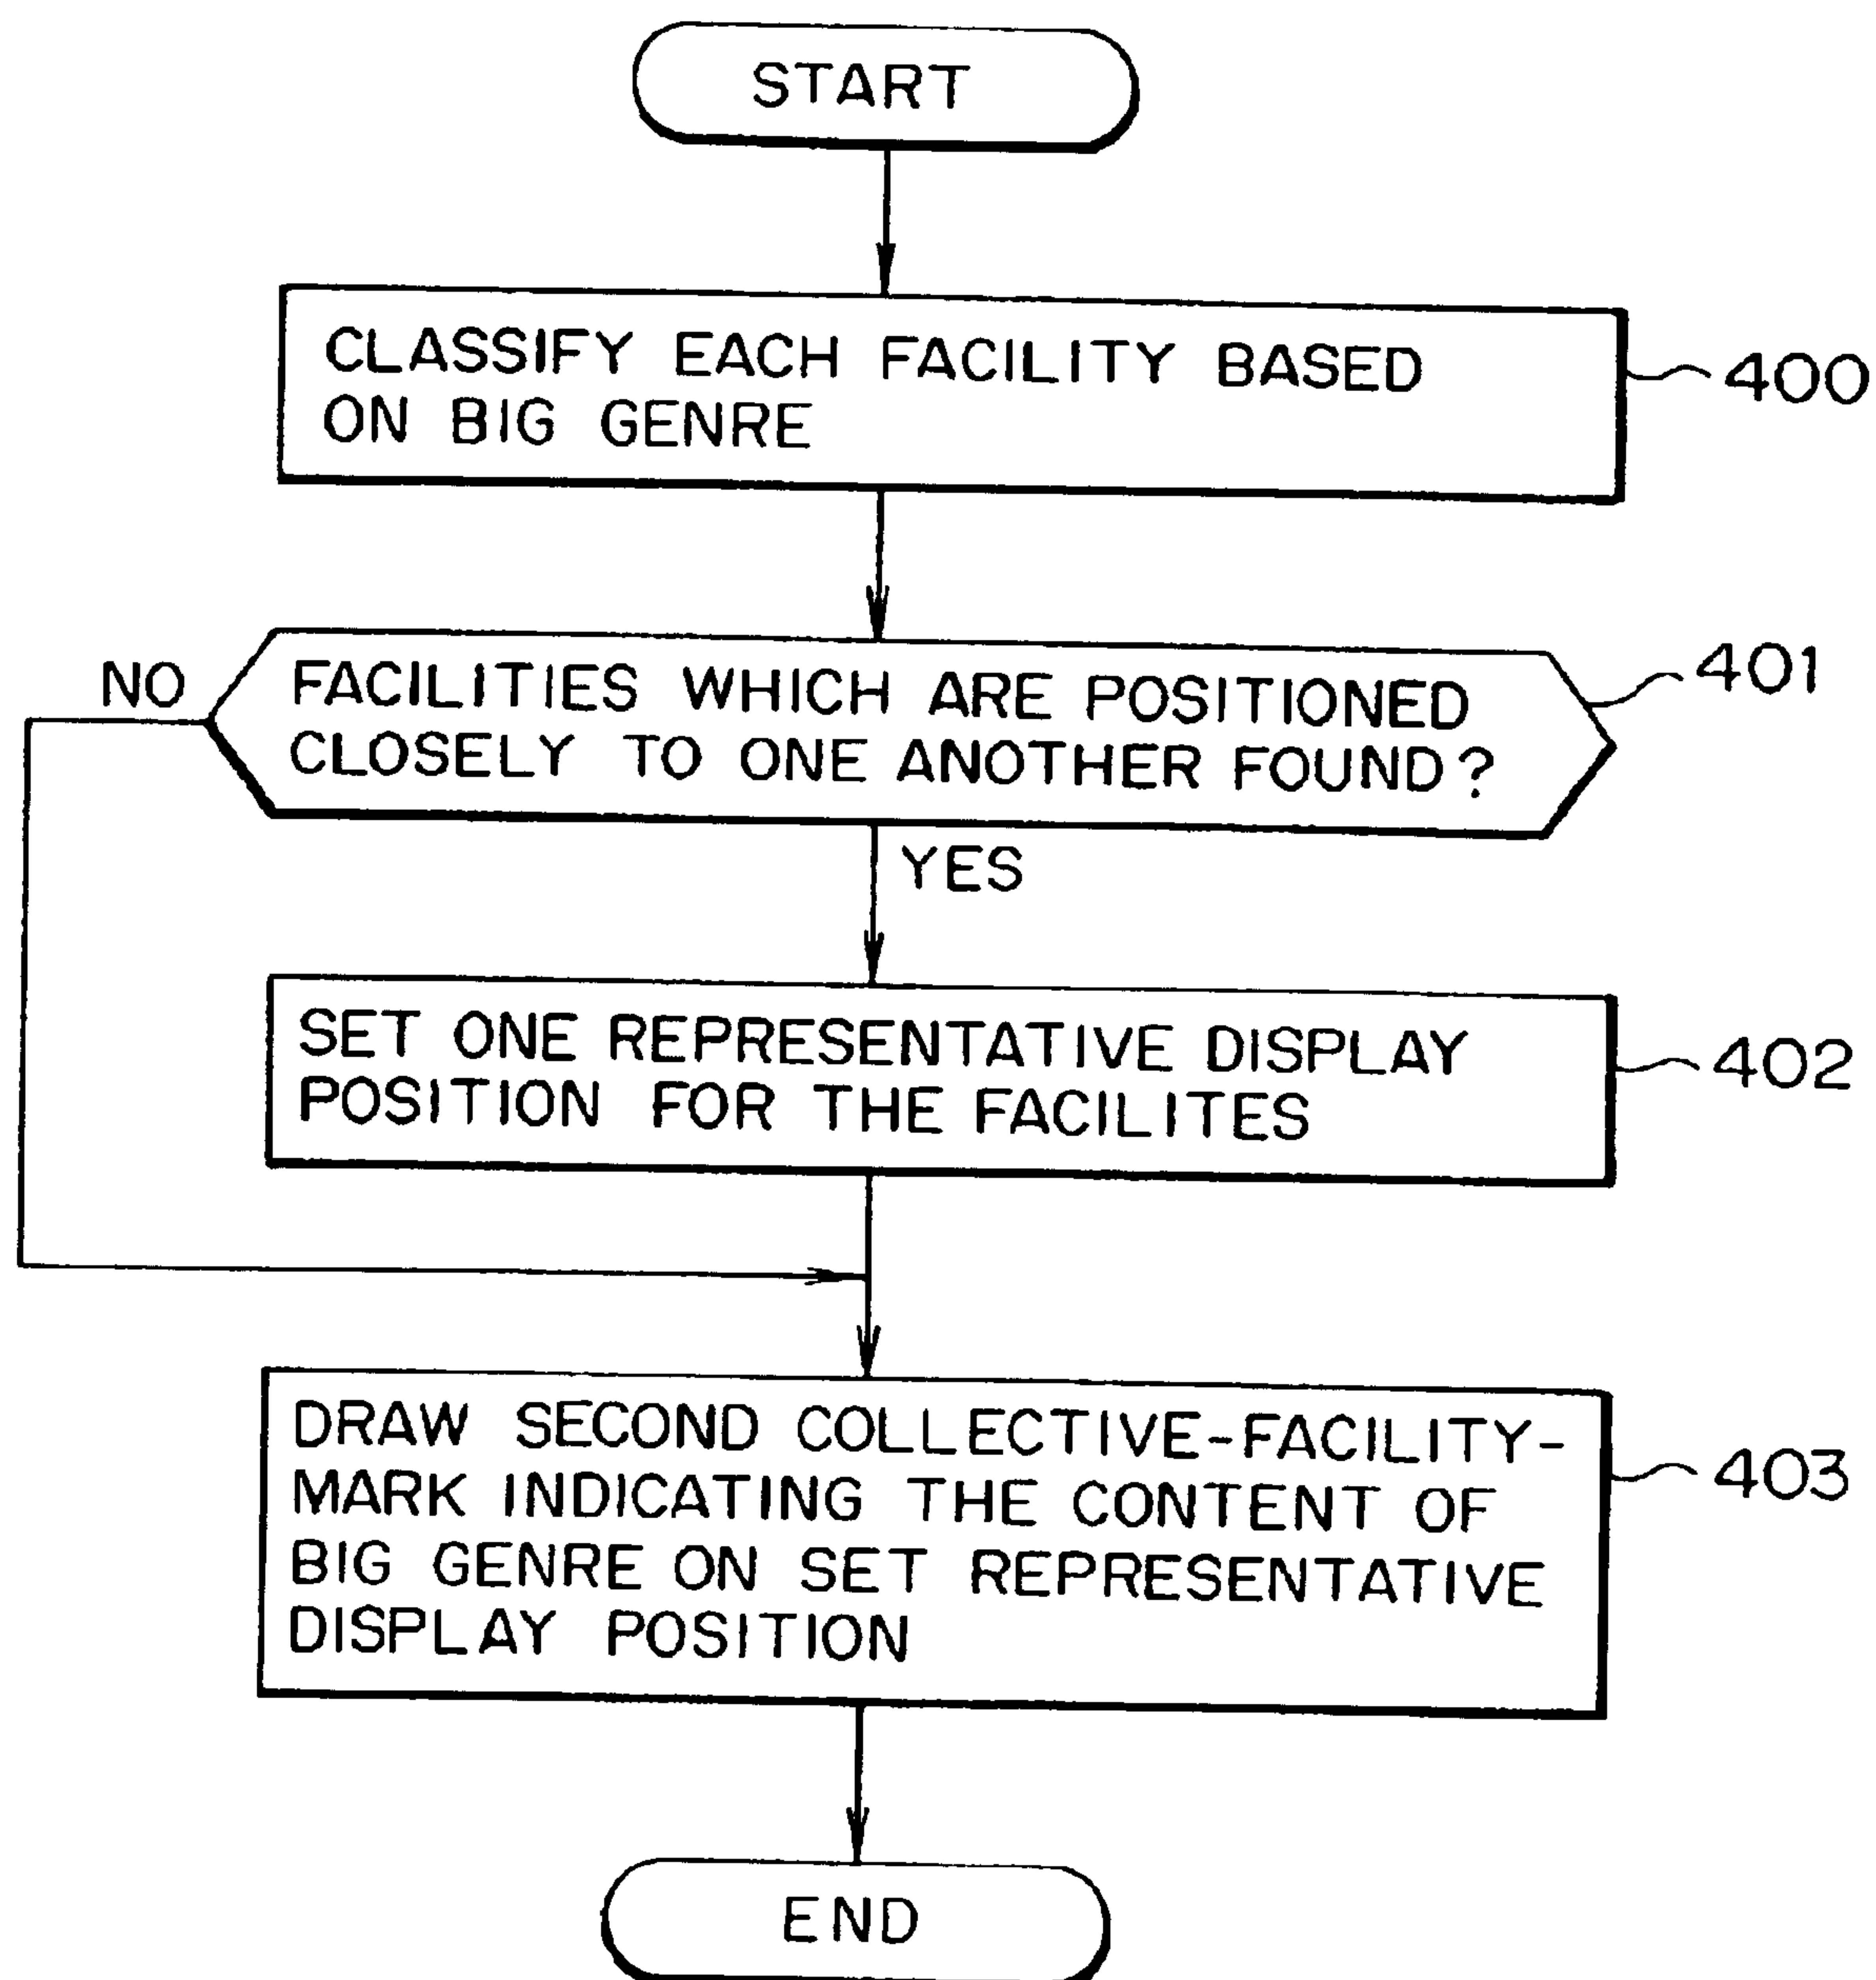 START
CLASSIFY EACH FACILITY BASED
ON BIG GENRE
400
NO
FACILITIES WHICH ARE POSITIONED
CLOSELY TO ONE ANOTHER FOUND?
401
YES
SET ONE REPRESENTATIVE DISPLAY
POSITION FOR THE FACILITES
402
DRAW SECOND COLLECTIVE-FACILITY-
MARK INDICATING THE CONTENT OF
BIG GENRE ON SET REPRESENTATIVE
DISPLAY POSITION
403
END